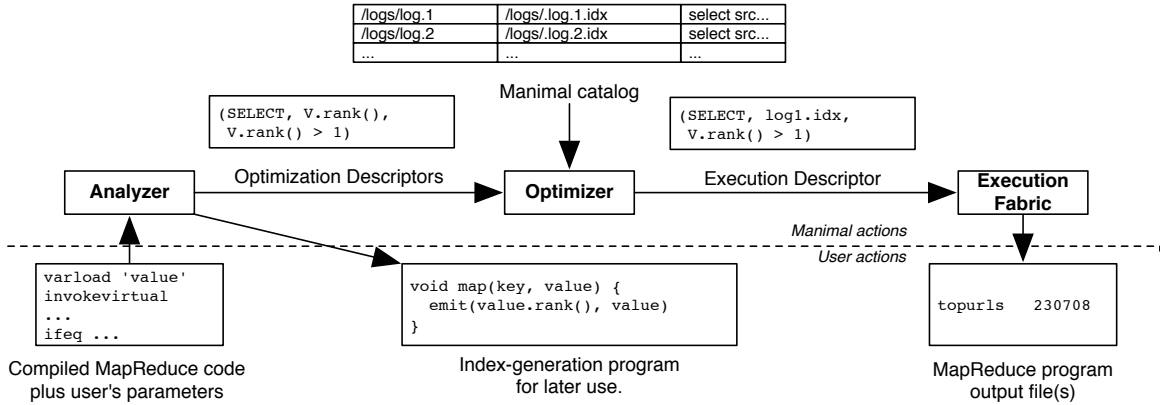 /logs/log.1 /logs/.log.1.idx select src...
/logs/log.2 /logs/.log.2.idx select src...
... ... ...
Manimal catalog
(SELECT, V.rank(),
V.rank() > 1)
(SELECT, log1.idx,
V.rank() > 1)
Analyzer
Optimization Descriptors
Optimizer
Execution Descriptor
Execution
Fabric
Manimal actions
User actions
varload 'value'
invokevirtual
...
ifeq ...
void map(key, value) {
emit(value.rank(), value)
}
topurls 230708
Compiled MapReduce code
plus user's parameters
Index-generation program
for later use.
MapReduce program
output file(s)